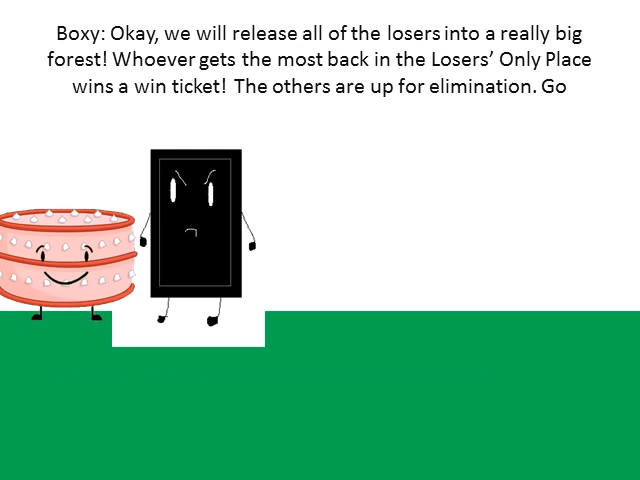 Boxy: Okay, we will release all of the losers into a really big
forest! Whoever gets the most back in the Losers’ Only Place
wins a win ticket!  The others are up for elimination. Go